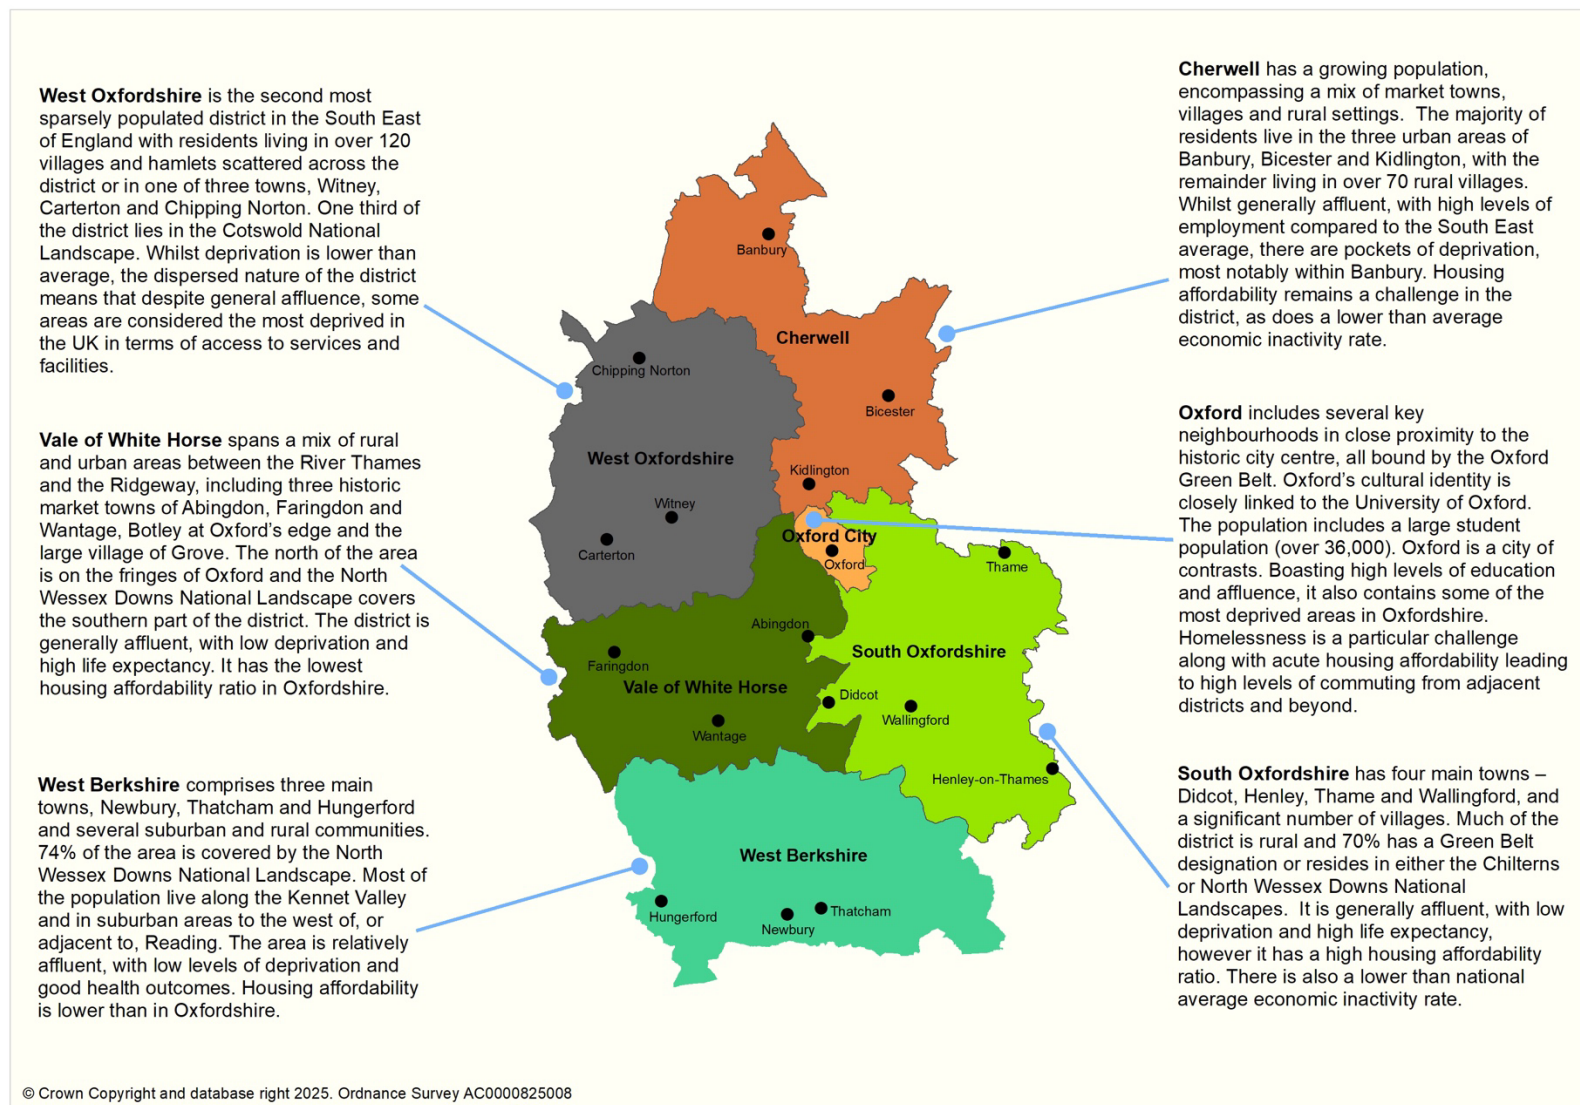 West Oxfordshire is the second most
sparsely populated district in the South East
of England with residents living in over 120
villages and hamlets scattered across the
district or in one of three towns, Witney,
Carterton and Chipping Norton. One third of
the district lies in the Cotswold National
Landscape. Whilst deprivation is lower than
average, the dispersed nature of the district
means that despite general affluence, some
areas are considered the most deprived in
the UK in terms of access to services and
facilities.
Vale of White Horse spans a mix of rural
and urban areas between the River Thames
and the Ridgeway, including three historic
market towns of Abingdon, Faringdon and
Wantage, Botley at Oxford's edge and the
large village of Grove. The north of the area
is on the fringes of Oxford and the North
Wessex Downs National Landscape covers
the southern part of the district. The district is
generally affluent, with low deprivation and
high life expectancy. It has the lowest
housing affordability ratio in Oxfordshire.
West Berkshire comprises three main
towns, Newbury, Thatcham and Hungerford
and several suburban and rural communities.
74% of the area is covered by the North
Wessex Downs National Landscape. Most of
the population live along the Kennet Valley
and in suburban areas to the west of, or
adjacent to, Reading. The area is relatively
affluent, with low levels of deprivation and
good health outcomes. Housing affordability
is lower than in Oxfordshire.
Banbury
Cherwell
Chipping Norton
Bicester
West Oxfordshire
Kidlington
Witney
Oxford City
Carterton
Oxford
Thame
Abingdon
South Oxfordshire
Faringdon
Vale of White Horse
Didcot
Wallingford
Wantage
Henley-on-Thames
West Berkshire
Hungerford
Thatcham
Newbury
Cherwell has a growing population,
encompassing a mix of market towns,
villages and rural settings. The majority of
residents live in the three urban areas of
Banbury, Bicester and Kidlington, with the
remainder living in over 70 rural villages.
Whilst generally affluent, with high levels of
employment compared to the South East
average, there are pockets of deprivation,
most notably within Banbury. Housing
affordability remains a challenge in the
district, as does a lower than average
economic inactivity rate.
Oxford includes several key
neighbourhoods in close proximity to the
historic city centre, all bound by the Oxford
Green Belt. Oxford's cultural identity is
closely linked to the University of Oxford.
The population includes a large student
population (over 36,000). Oxford is a city of
contrasts. Boasting high levels of education
and affluence, it also contains some of the
most deprived areas in Oxfordshire.
Homelessness is a particular challenge
along with acute housing affordability leading
to high levels of commuting from adjacent
districts and beyond.
South Oxfordshire has four main towns –
Didcot, Henley, Thame and Wallingford, and
a significant number of villages. Much of the
district is rural and 70% has a Green Belt
designation or resides in either the Chilterns
or North Wessex Downs National
Landscapes. It is generally affluent, with low
deprivation and high life expectancy,
however it has a high housing affordability
ratio. There is also a lower than national
average economic inactivity rate.
© Crown Copyright and database right 2025. Ordnance Survey AC0000825008